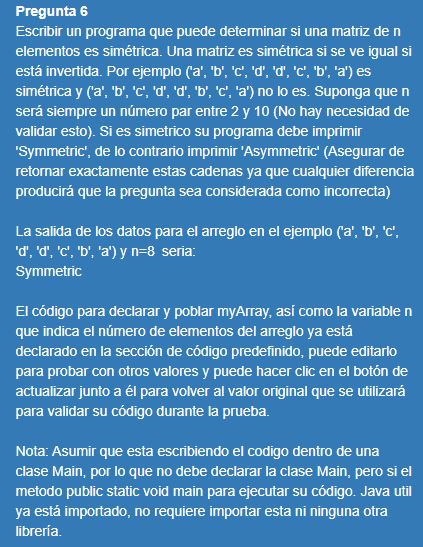 Pregunta 6
Escribir un programa que puede determinar si una matriz de n
elementos es simétrica. Una matriz es simétrica si se ve igual si
está invertida. Por ejemplo ('a', 'b', 'c', 'd', 'd', 'c', 'b', 'a') es
simétrica y ('a', 'b', 'c', 'd', 'd', 'b', 'c', 'a') no lo es. Suponga que n
será siempre un número par entre 2 y 10 (No hay necesidad de
validar esto). Si es simetrico su programa debe imprimir
'Symmetric', de lo contrario imprimir 'Asymmetric' (Asegurar de
retornar exactamente estas cadenas ya que cualquier diferencia
producirá que la pregunta sea considerada como incorrecta)
La salida de los datos para el arreglo en el ejemplo ('a', 'b', 'c',
'd', 'd', 'c', 'b', 'a') y n=8 seria:
Symmetric
El código para declarar y poblar myArray, así como la variable n
que indica el número de elementos del arreglo ya está
declarado en la sección de código predefinido, puede editarlo
para probar con otros valores y puede hacer clic en el botón de
actualizar junto a él para volver al valor original que se utilizará
para validar su código durante la prueba.
Nota: Asumir que esta escribiendo el codigo dentro de una
clase Main, por lo que no debe declarar la clase Main, pero si el
metodo public static void main para ejecutar su código. Java util
ya está importado, no requiere importar esta ni ninguna otra
librería.